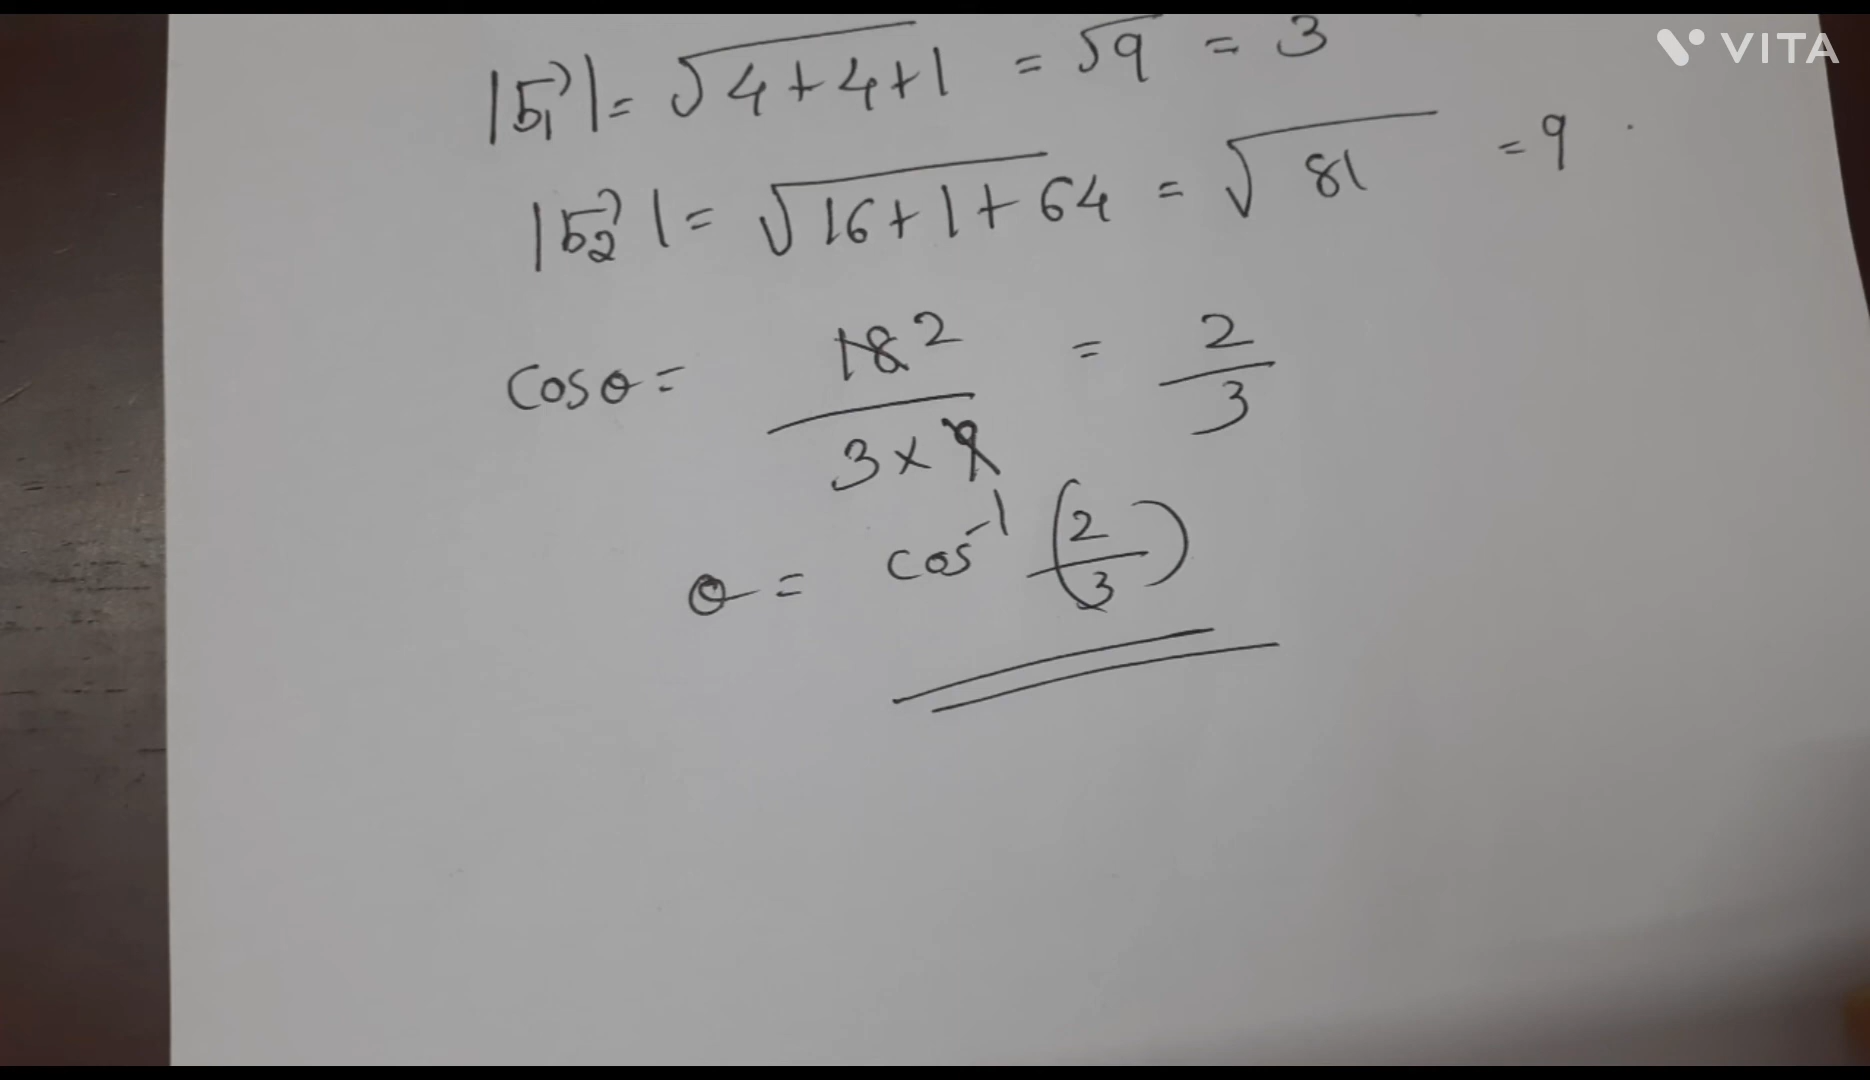 VITA
|b₁⃗| = √4+4+1 = √9 = 3
|b₂⃗| = √16+1+64 = √81 = 9
cosθ = 18 2 / 3×9 = 2/3
θ = cos⁻¹(2/3)